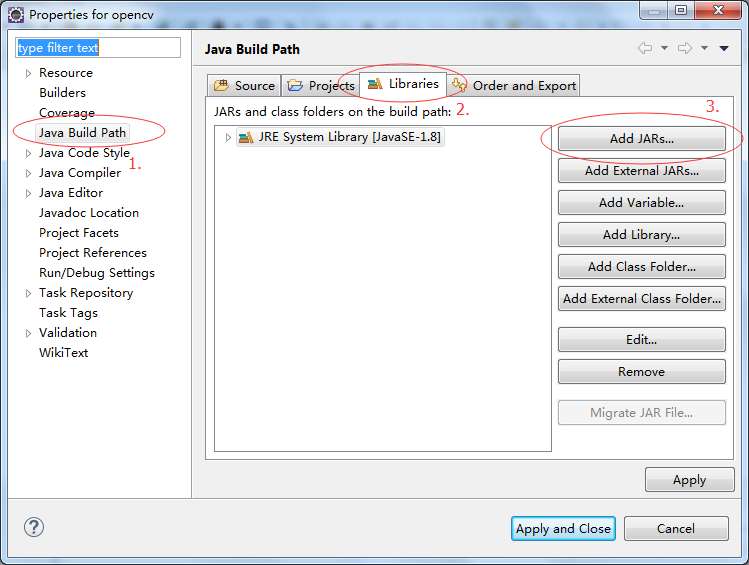 Properties for opencv
type filter text
Resource
Builders
Coverage
Java Build Path
Java Code Style
1.
Java Compiler
Java Editor
Javadoc Location
Project Facets
Project References
Run/Debug Settings
Task Repository
Task Tags
Validation
WikiText
Java Build Path
Source
Projects
Libraries
Order and Export
2.
3.
JARs and class folders on the build path:
JRE System Library [JavaSE-1.8]
Add JARs...
Add External JARs...
Add Variable...
Add Library...
Add Class Folder...
Add External Class Folder...
Edit...
Remove
Migrate JAR File...
Apply
?
Apply and Close
Cancel